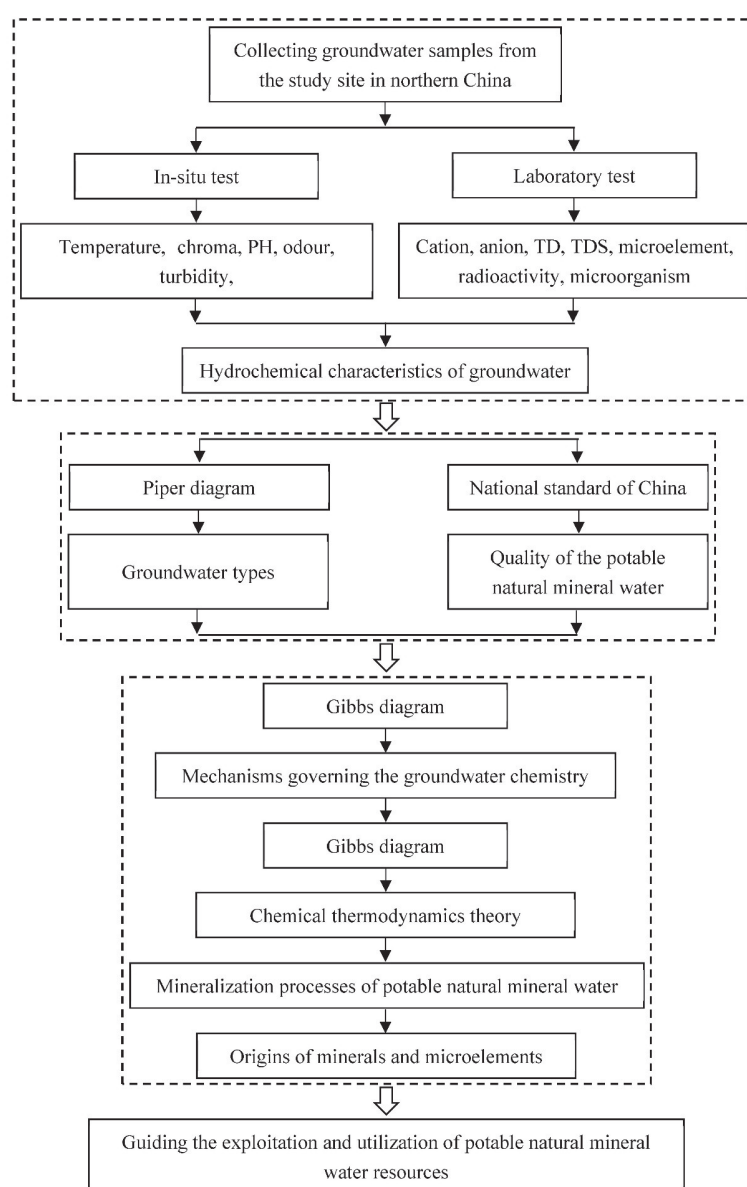 Collecting groundwater samples from
the study site in northern China
In-situ test
Laboratory test
Temperature, chroma, PH, odour,
turbidity,
Cation, anion, TD, TDS, microelement,
radioactivity, microorganism
Hydrochemical characteristics of groundwater
Piper diagram
National standard of China
Groundwater types
Quality of the potable
natural mineral water
Gibbs diagram
Mechanisms governing the groundwater chemistry
Gibbs diagram
Chemical thermodynamics theory
Mineralization processes of potable natural mineral water
Origins of minerals and microelements
Guiding the exploitation and utilization of potable natural mineral
water resources